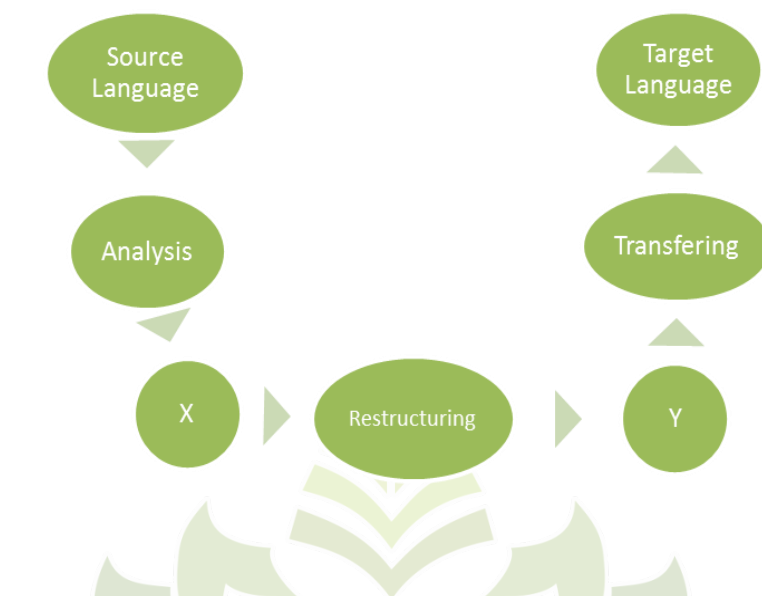 Source
Language
Analysis
X
Restructuring
Y
Transfering
Target
Language